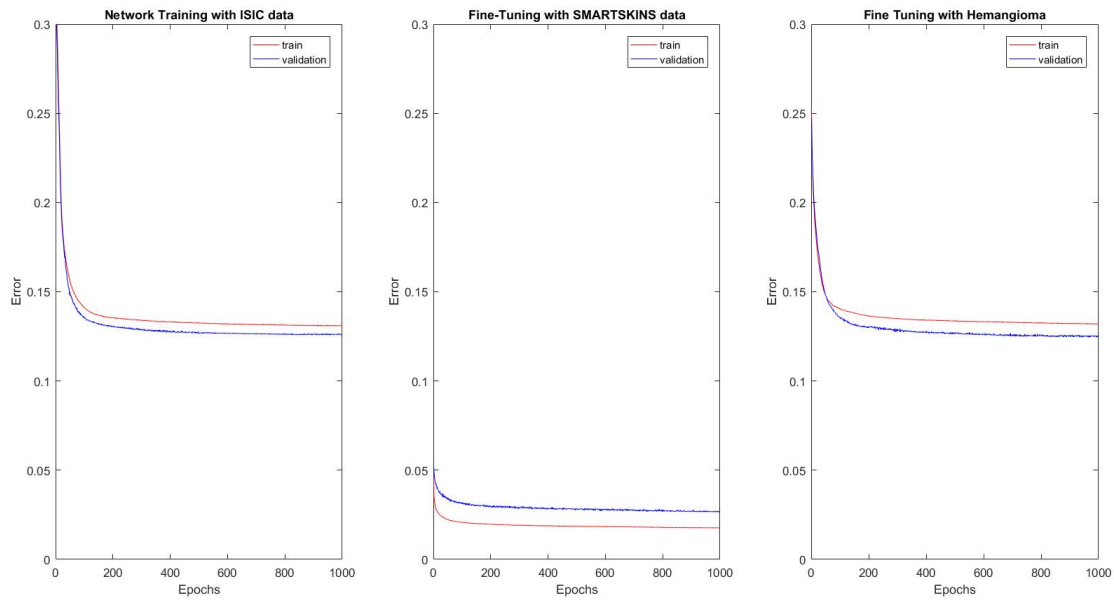 Network Training with ISIC data
0.3
0.25
0.2
0.15
0.1
0.05
0
Error
train
validation
0
200
400
600
800
1000
Epochs
Fine-Tuning with SMARTSKINS data
0.3
0.25
0.2
0.15
0.1
0.05
0
Error
train
validation
0
200
400
600
800
1000
Epochs
Fine Tuning with Hemangioma
0.3
0.25
0.2
0.15
0.1
0.05
0
Error
train
validation
0
200
400
600
800
1000
Epochs